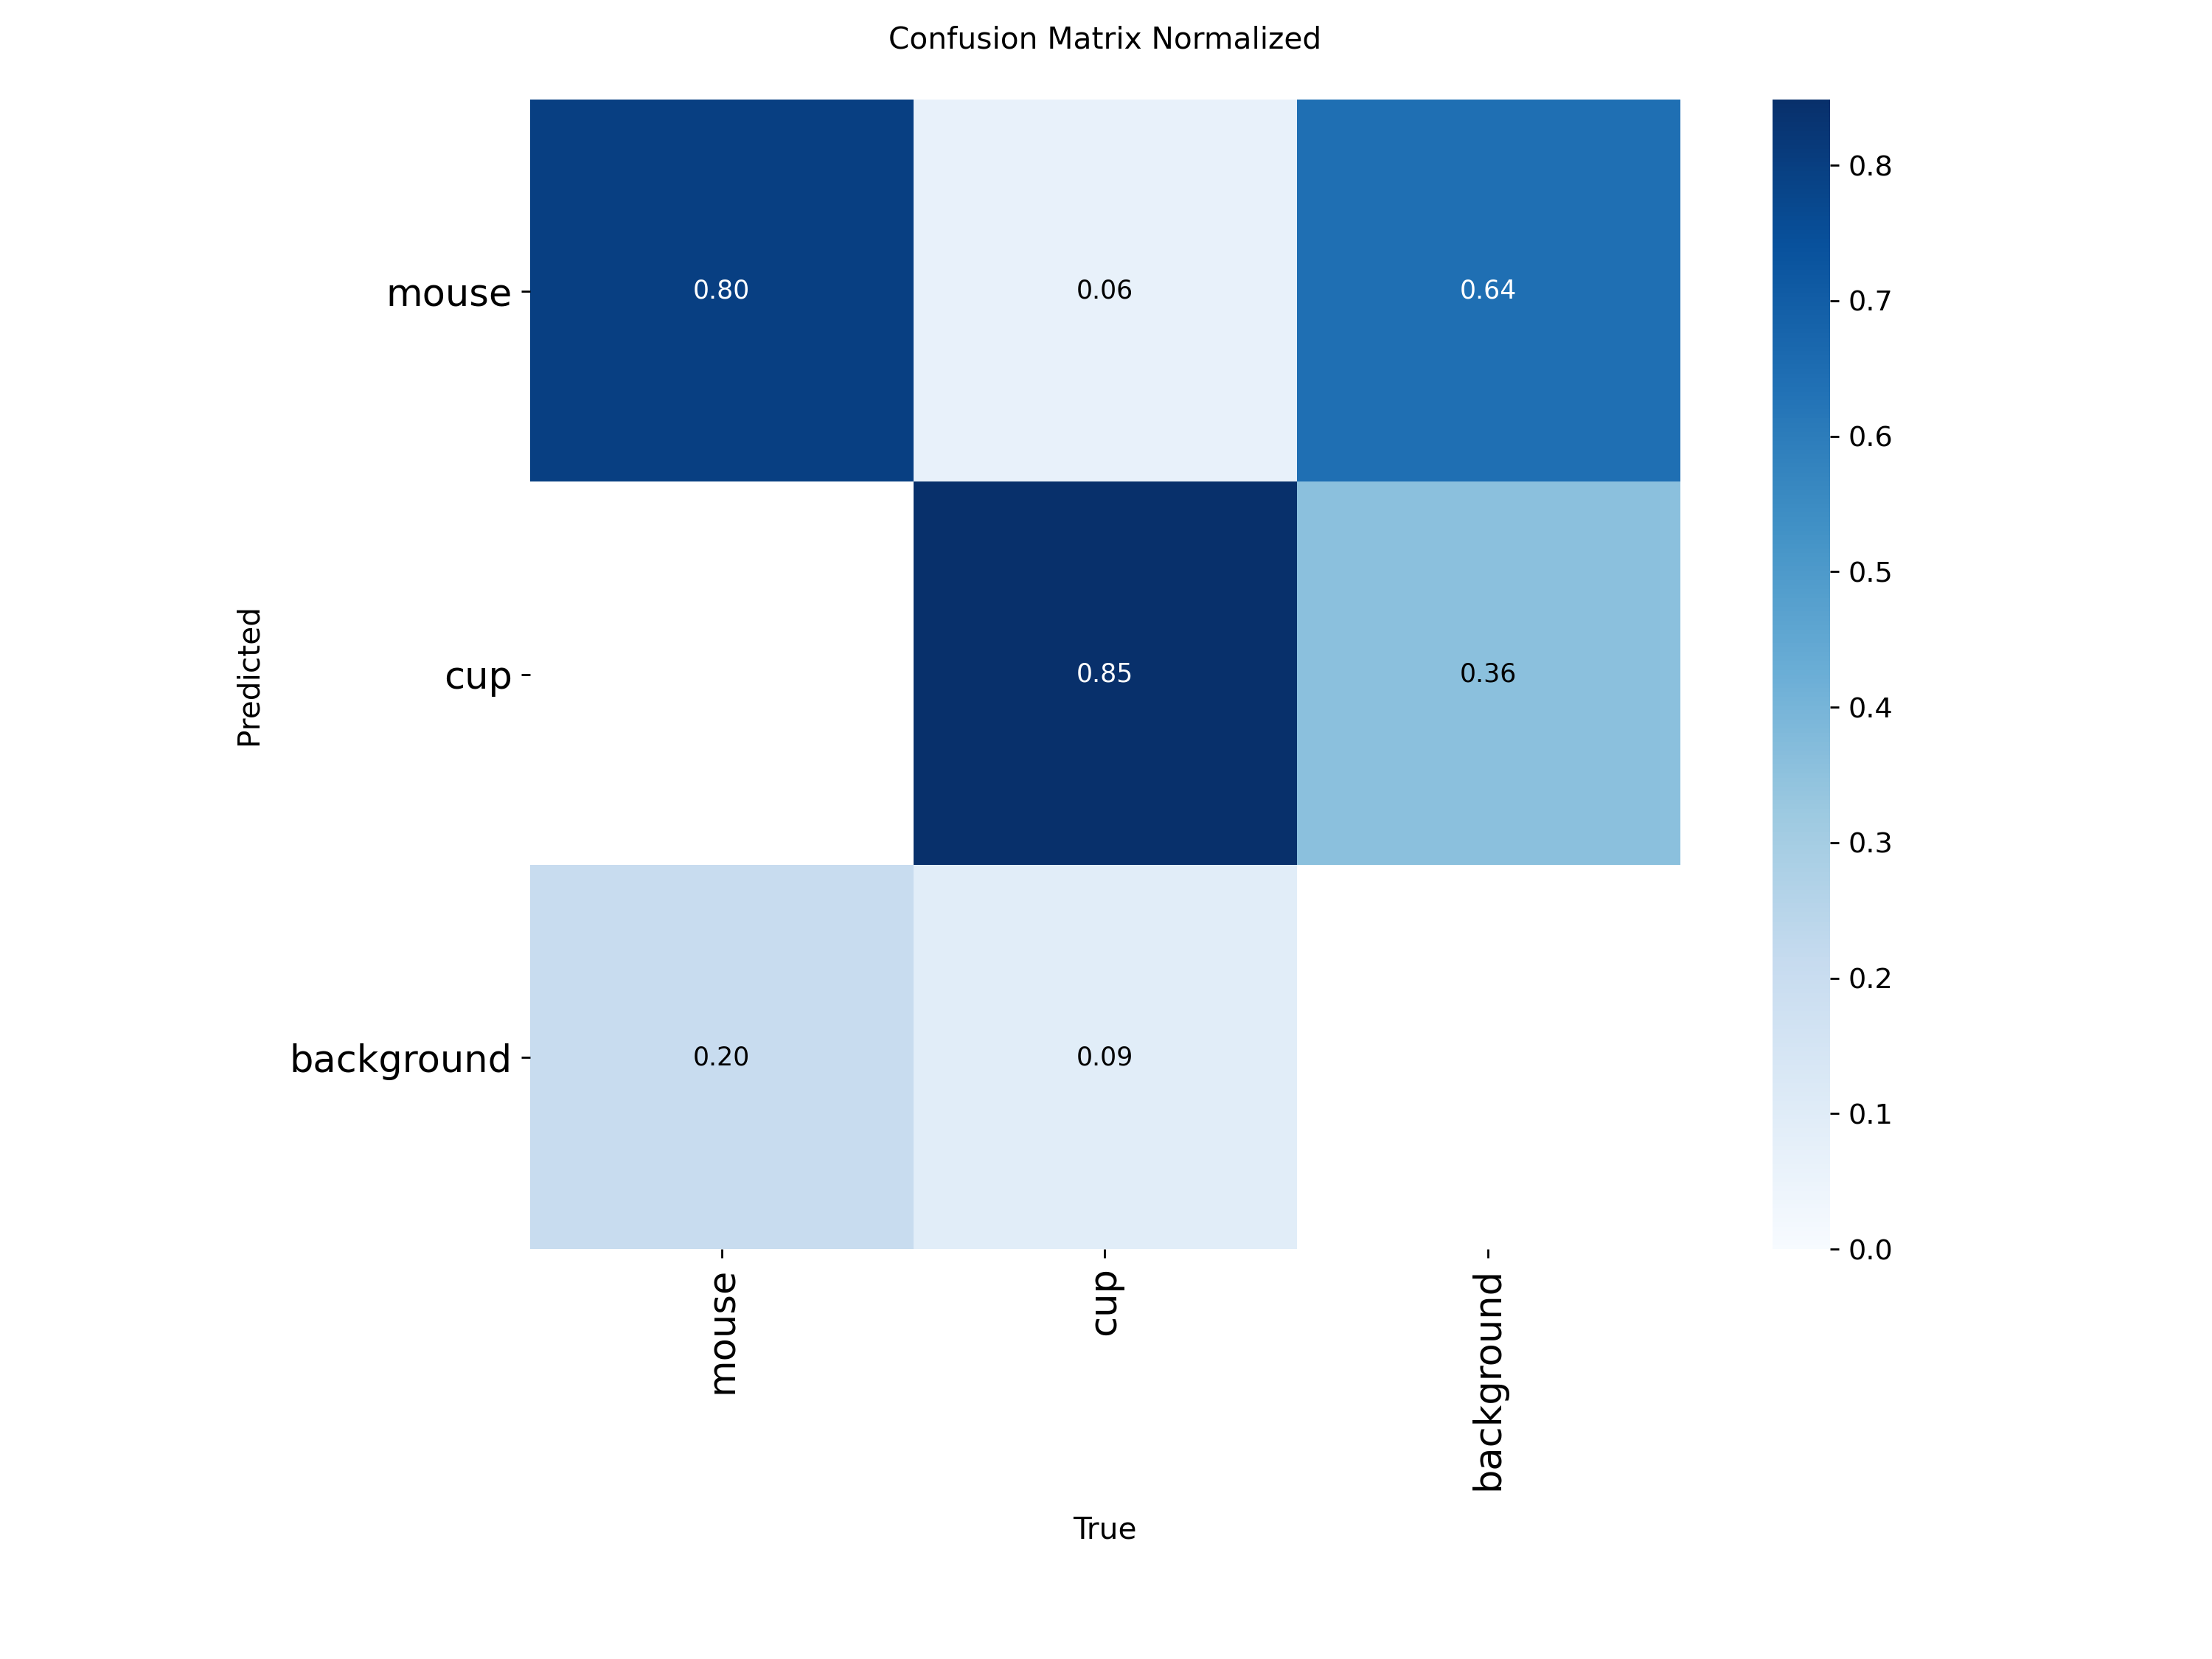 Confusion Matrix Normalized
Predicted
mouse
0.80
0.06
0.64
cup
0.85
0.36
background
0.20
0.09
mouse
cup
background
True
0.8
0.7
0.6
0.5
0.4
0.3
0.2
0.1
0.0